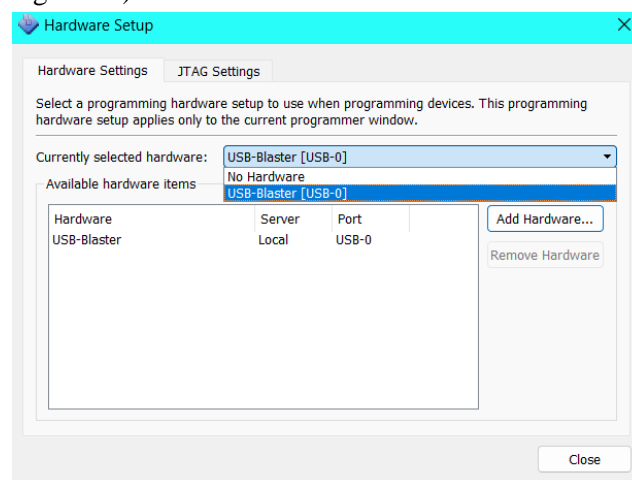 Hardware Setup
Hardware Settings JTAG Settings
Select a programming hardware setup to use when programming devices. This programming
hardware setup applies only to the current programmer window.
Currently selected hardware: USB-Blaster [USB-0]
No Hardware
USB-Blaster [USB-0]
Available hardware items
Hardware Server Port
USB-Blaster Local USB-0
Add Hardware...
Remove Hardware
Close